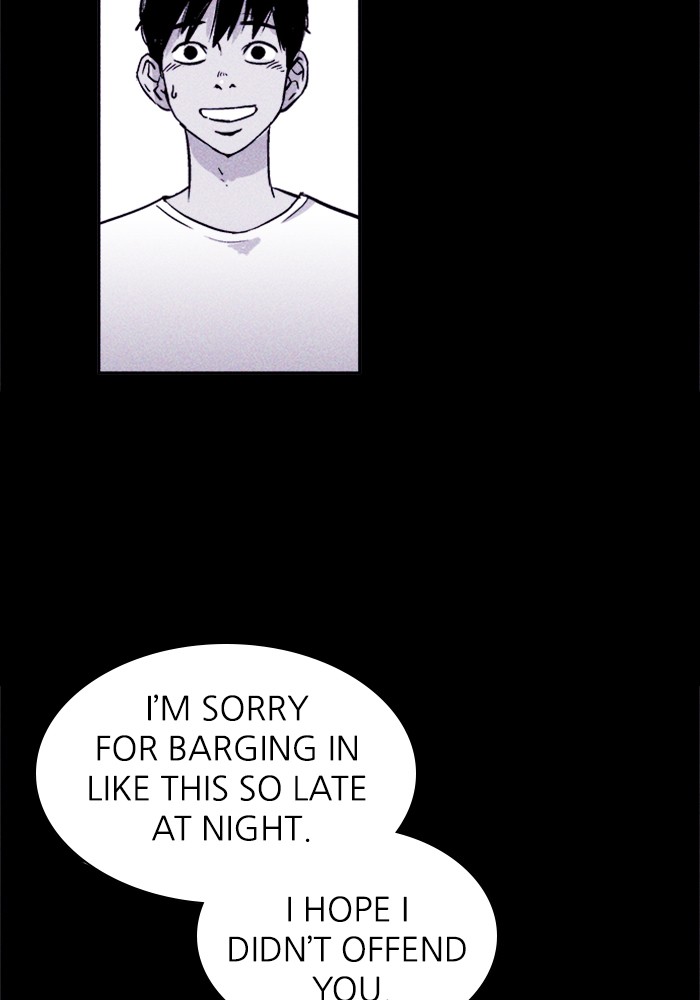 I'M SORRY
FOR BARGING IN
LIKE THIS SO LATE
AT NIGHT.
I HOPE I
DIDN'T OFFEND
YOU.